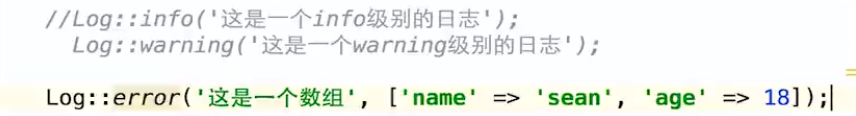 //Log::info('这是一个info级别的日志');
Log::warning('这是一个warning级别的日志');
Log::error('这是一个数组', ['name' => 'sean', 'age' => 18]);